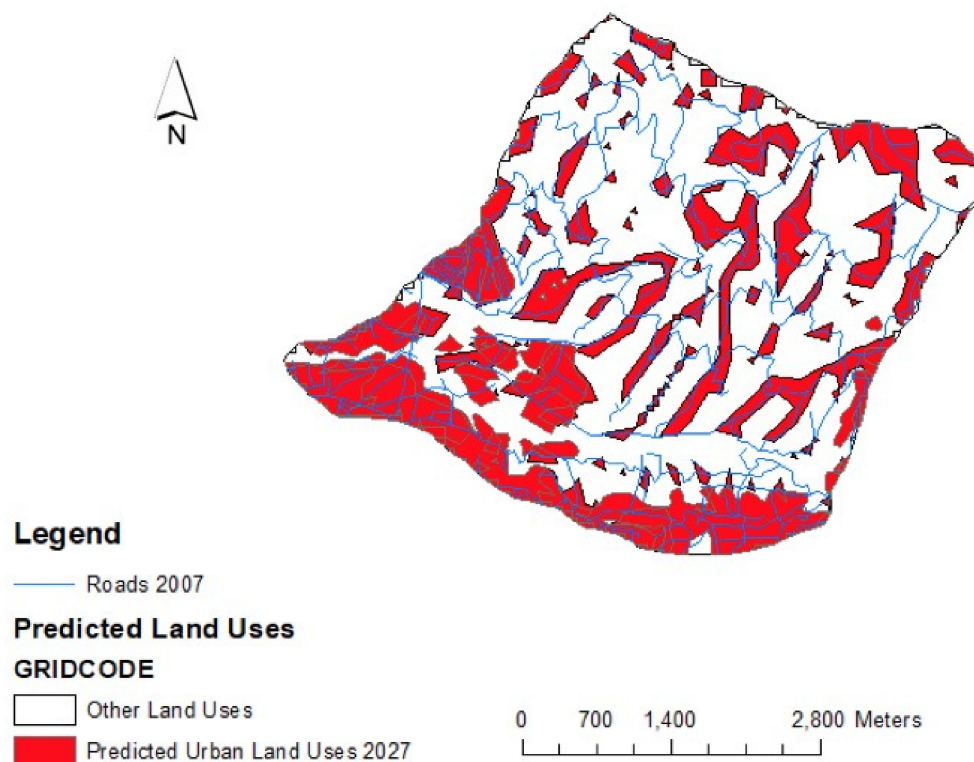 N
Legend
Roads 2007
Predicted Land Uses
GRIDCODE
Other Land Uses
Predicted Urban Land Uses 2027
0 700 1,400 2,800 Meters